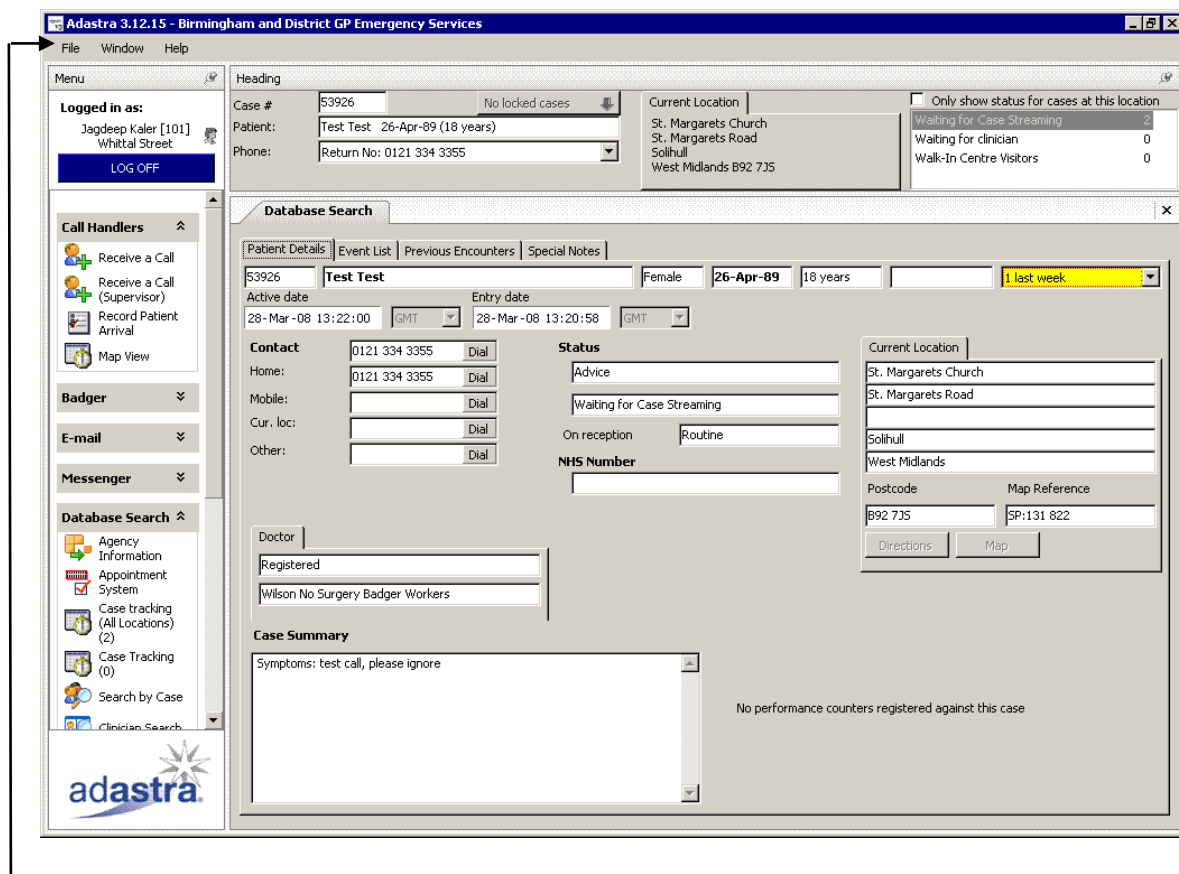 Adastra 3.12.15 - Birmingham and District GP Emergency Services
File Window Help
Menu
Logged in as:
Jagdeep Kaler [101]
Whittal Street
LOG OFF
Call Handlers
Receive a Call
Receive a Call
(Supervisor)
Record Patient
Arrival
Map View
Badger
E-mail
Messenger
Database Search
Agency
Information
Appointment
System
Case tracking
(All Locations)
(2)
Case Tracking
(0)
Search by Case
Clinician Search
adastra.
Heading
Case # 53926 No locked cases
Patient: Test Test 26-Apr-89 (18 years)
Phone: Return No: 0121 334 3355
Current Location
St. Margarets Church
St. Margarets Road
Solihull
West Midlands B92 7JS
Only show status for cases at this location
Waiting for Case Streaming 2
Waiting for clinician 0
Walk-In Centre Visitors 0
Database Search
Patient Details Event List Previous Encounters Special Notes
53926 Test Test Female 26-Apr-89 18 years 1 last week
Active date Entry date
28-Mar-08 13:22:00 GMT 28-Mar-08 13:20:58 GMT
Contact 0121 334 3355 Dial
Home: 0121 334 3355 Dial
Mobile: Dial
Cur. loc: Dial
Other: Dial
Status
Advice
Waiting for Case Streaming
On reception Routine
NHS Number
Current Location
St. Margarets Church
St. Margarets Road
Solihull
West Midlands
Postcode Map Reference
B92 7JS SP:131 822
Directions Map
Doctor
Registered
Wilson No Surgery Badger Workers
Case Summary
Symptoms: test call, please ignore
No performance counters registered against this case